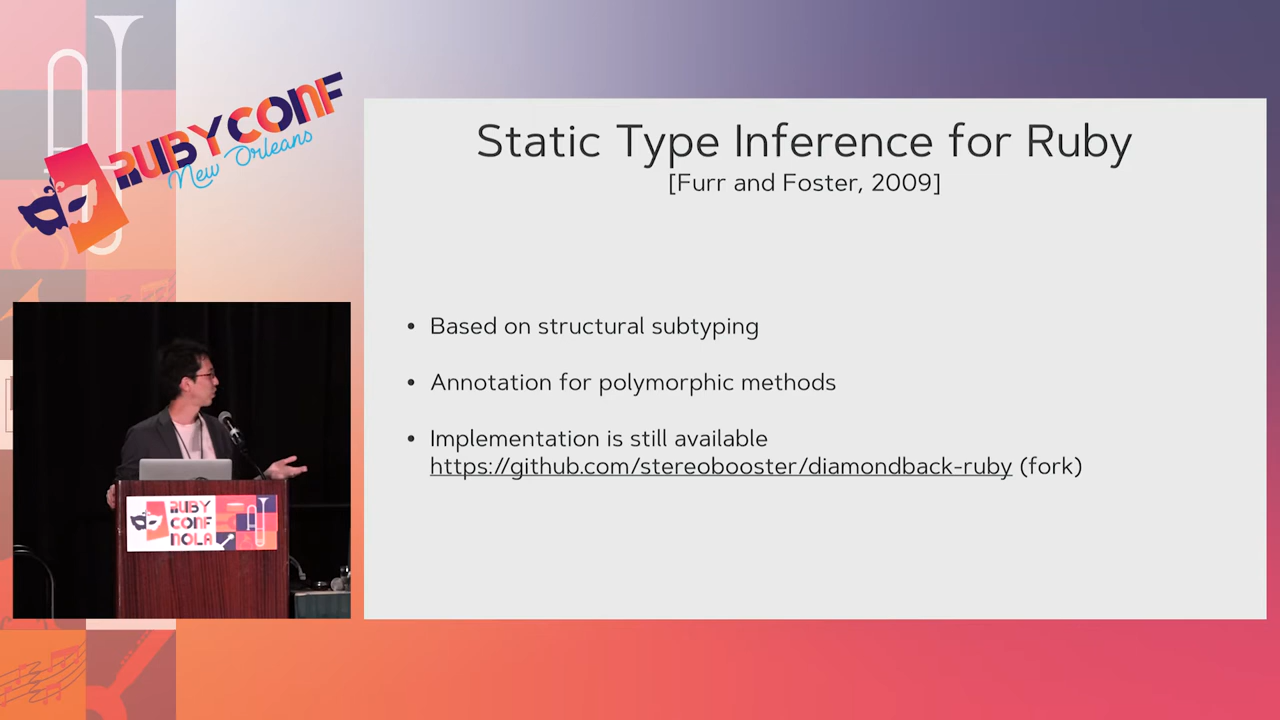 RUBYCONF
New Orleans
Static Type Inference for Ruby
[Furr and Foster, 2009]
• Based on structural subtyping
• Annotation for polymorphic methods
• Implementation is still available
https://github.com/stereobooster/diamondback-ruby (fork)
RUBY
CONF
NOLA